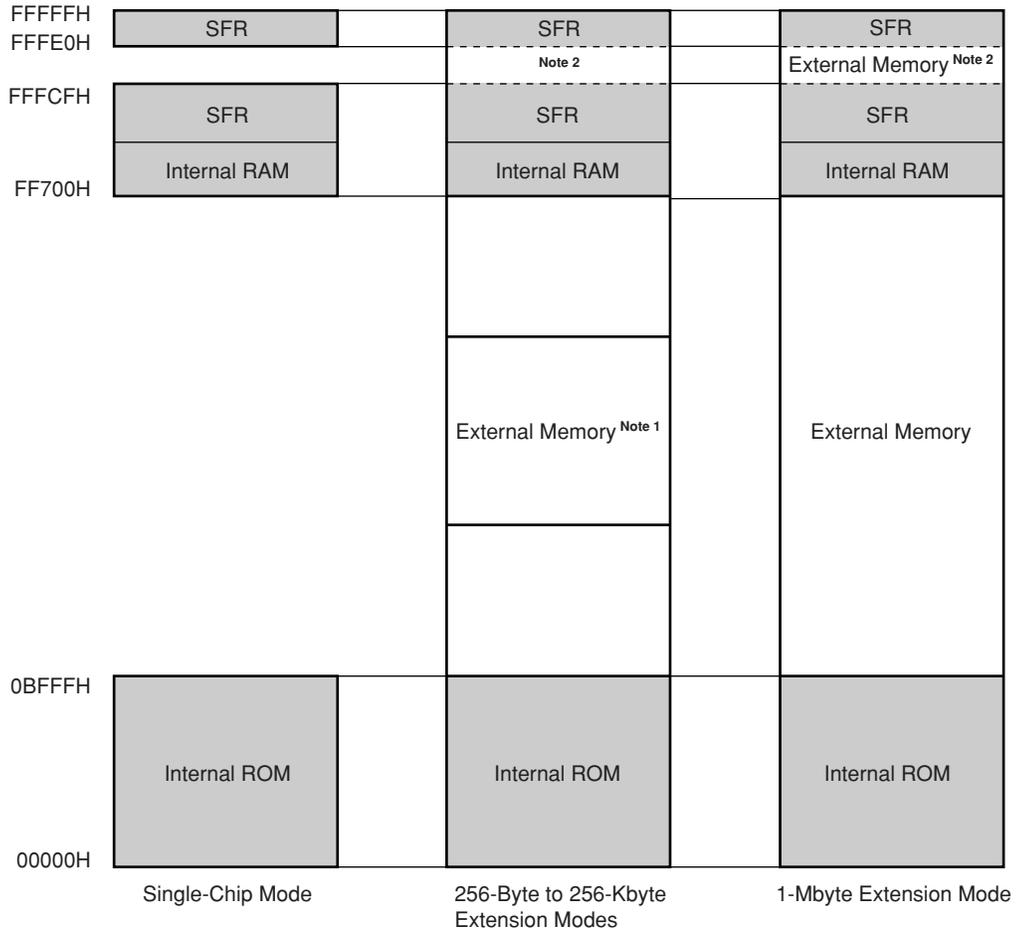 FFFFFH
SFR
SFR
SFR
FFFE0H
Note 2
External Memory Note 2
FFFCFH
SFR
SFR
SFR
Internal RAM
Internal RAM
Internal RAM
FF700H
External Memory Note 1
External Memory
0BFFFH
Internal ROM
Internal ROM
Internal ROM
00000H
Single-Chip Mode
256-Byte to 256-Kbyte
Extension Modes
1-Mbyte Extension Mode